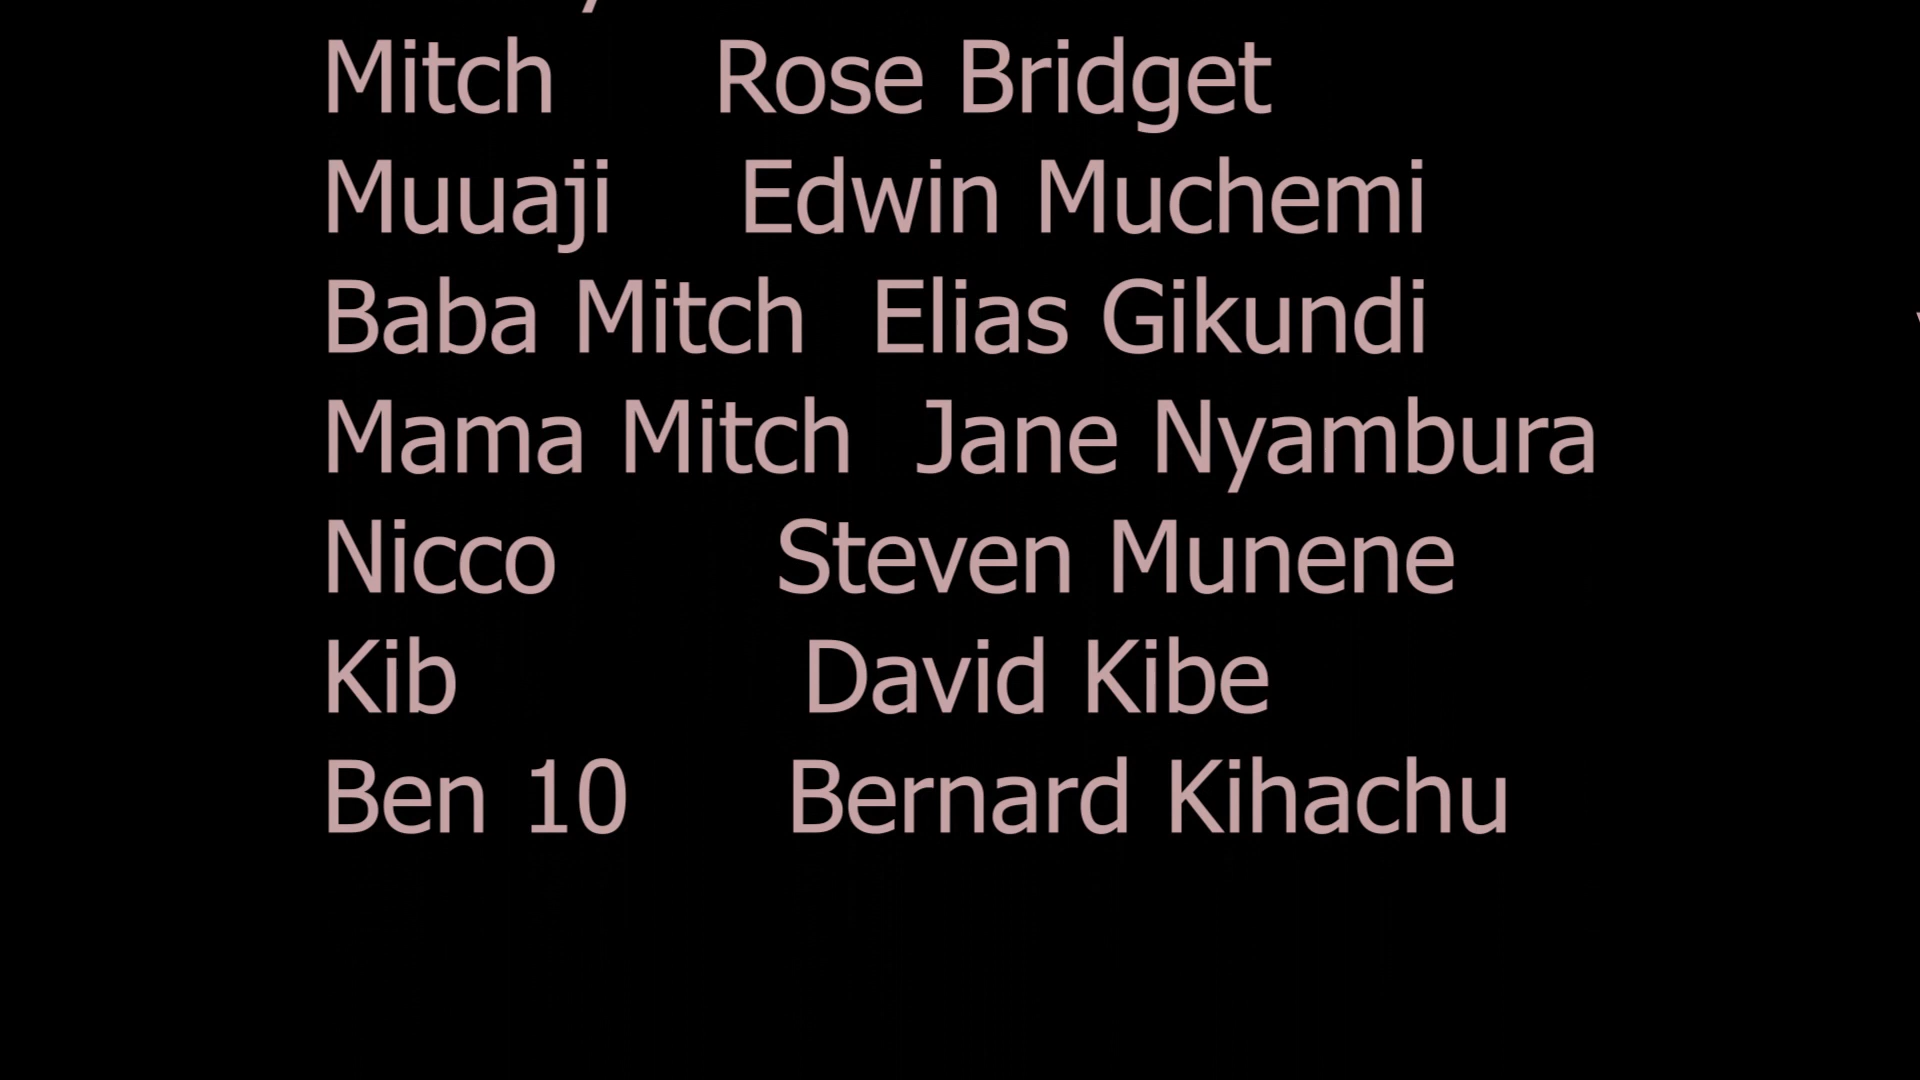 Mitch Rose Bridget
Muuaji Edwin Muchemi
Baba Mitch Elias Gikundi
Mama Mitch Jane Nyambura
Nicco Steven Munene
Kib David Kibe
Ben 10 Bernard Kihachu